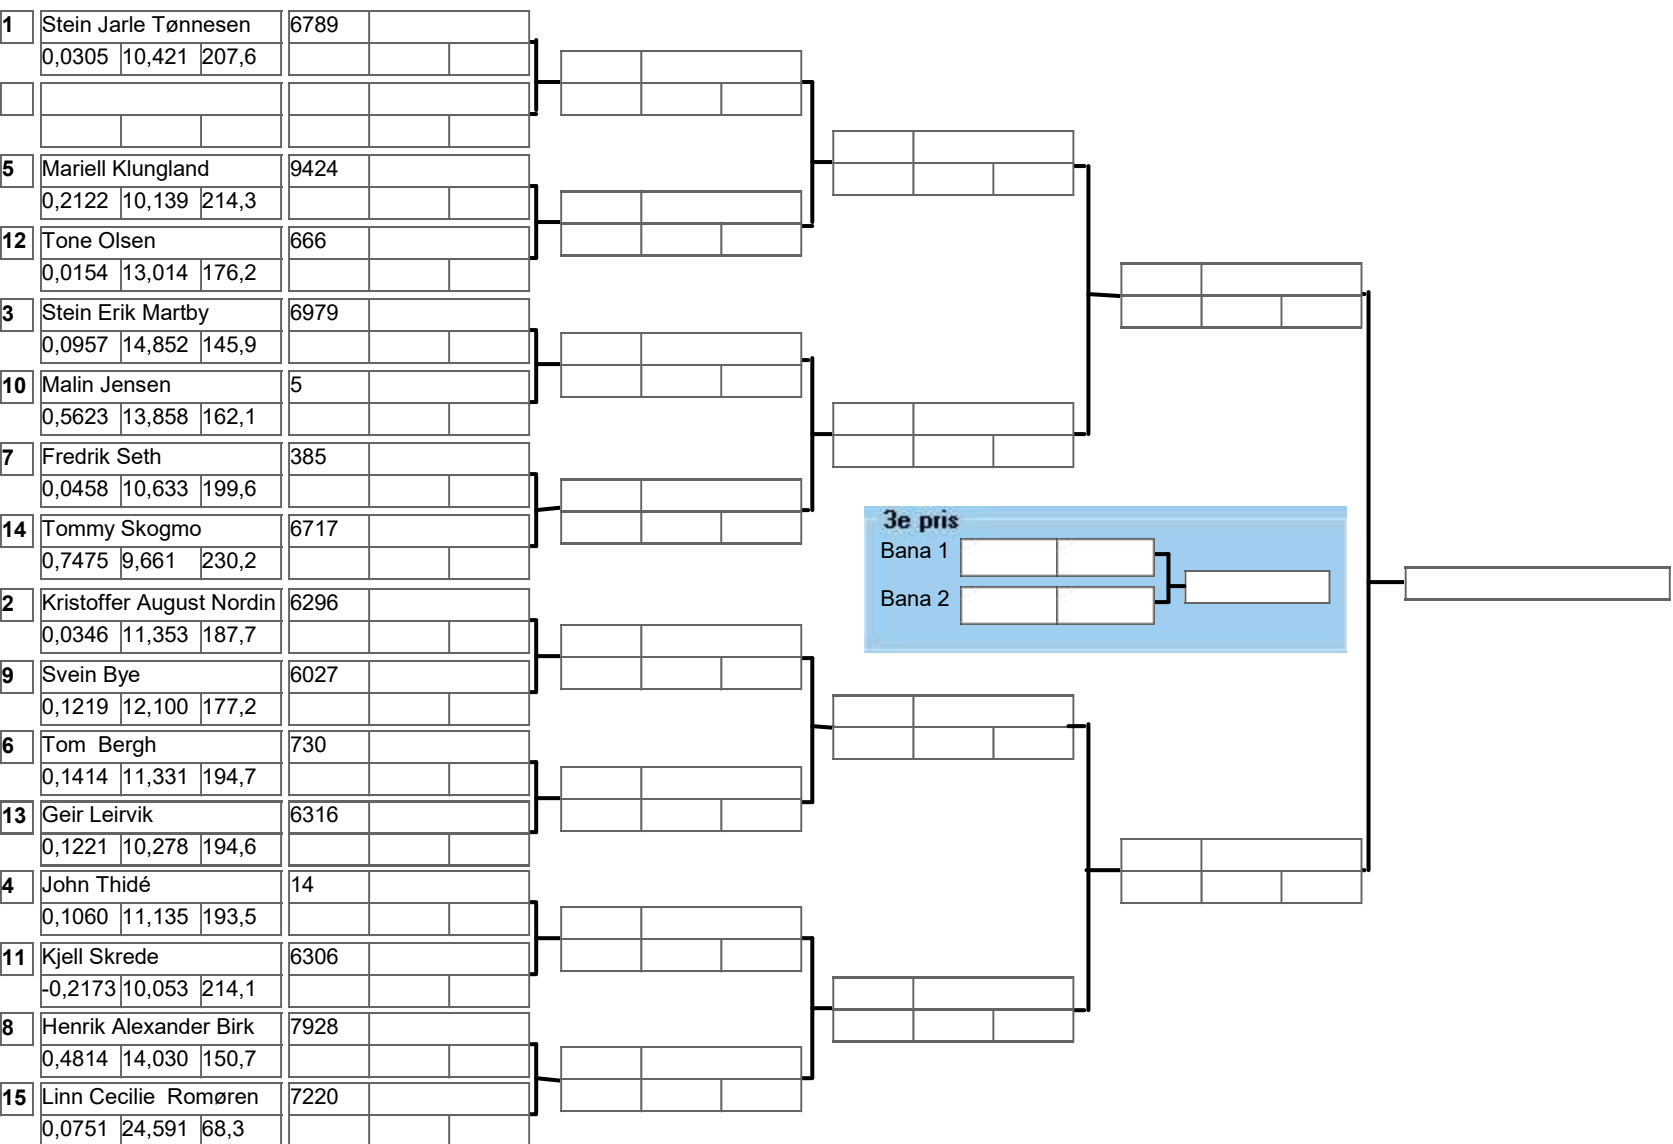 1 Stein Jarle Tønnesen 6789
0,0305 10,421 207,6
5 Mariell Klungland 9424
0,2122 10,139 214,3
12 Tone Olsen 666
0,0154 13,014 176,2
3 Stein Erik Martby 6979
0,0957 14,852 145,9
10 Malin Jensen 5
0,5623 13,858 162,1
7 Fredrik Seth 385
0,0458 10,633 199,6
14 Tommy Skogmo 6717
0,7475 9,661 230,2
3e pris
Bana 1
Bana 2
2 Kristoffer August Nordin 6296
0,0346 11,353 187,7
9 Svein Bye 6027
0,1219 12,100 177,2
6 Tom  Bergh 730
0,1414 11,331 194,7
13 Geir Leirvik 6316
0,1221 10,278 194,6
4 John Thidé 14
0,1060 11,135 193,5
11 Kjell Skrede 6306
-0,2173 10,053 214,1
8 Henrik Alexander Birk 7928
0,4814 14,030 150,7
15 Linn Cecilie  Romøren 7220
0,0751 24,591 68,3